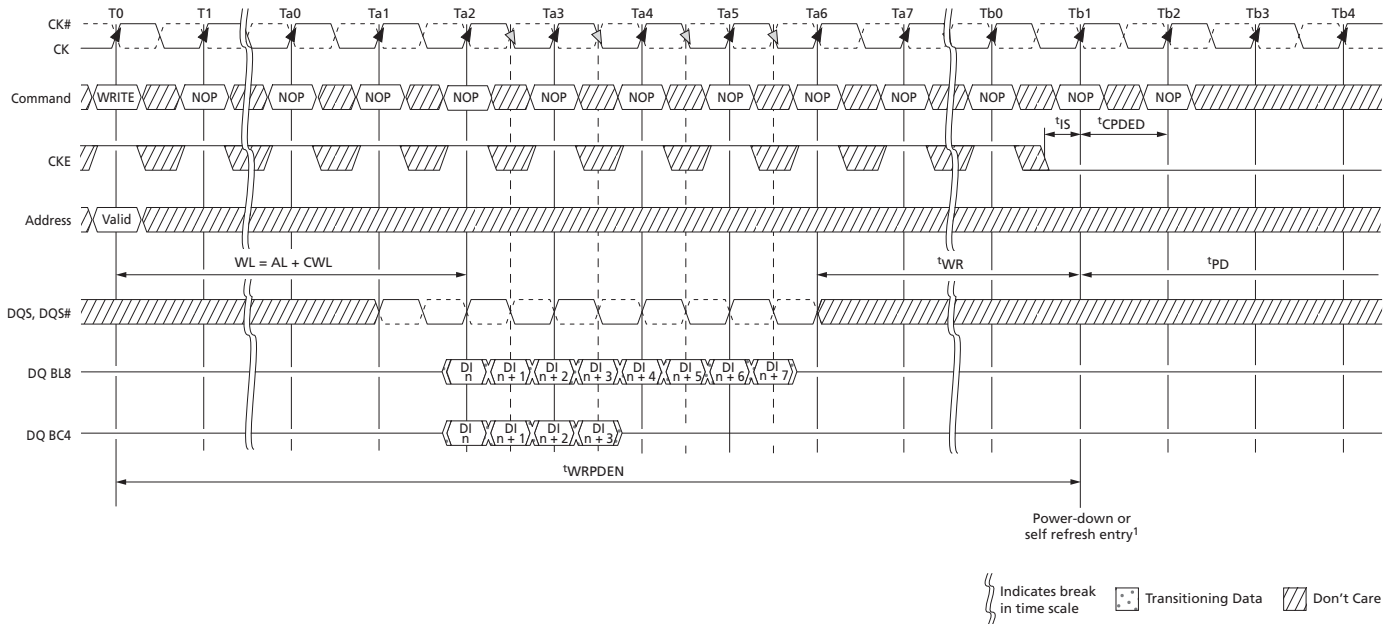 T0 T1 Ta0 Ta1 Ta2 Ta3 Ta4 Ta5 Ta6 Ta7 Tb0 Tb1 Tb2 Tb3 Tb4
CK#
CK
Command WRITE NOP NOP NOP NOP NOP NOP NOP NOP NOP NOP NOP NOP
tIS tCPDED
CKE
Address Valid
WL = AL + CWL tWR tPD
DQS, DQS#
DQ BL8 DI n DI n + 1 DI n + 2 DI n + 3 DI n + 4 DI n + 5 DI n + 6 DI n + 7
DQ BC4 DI n DI n + 1 DI n + 2 DI n + 3
tWRPDEN
Power-down or
self refresh entry1
Indicates break
in time scale
Transitioning Data
Don't Care